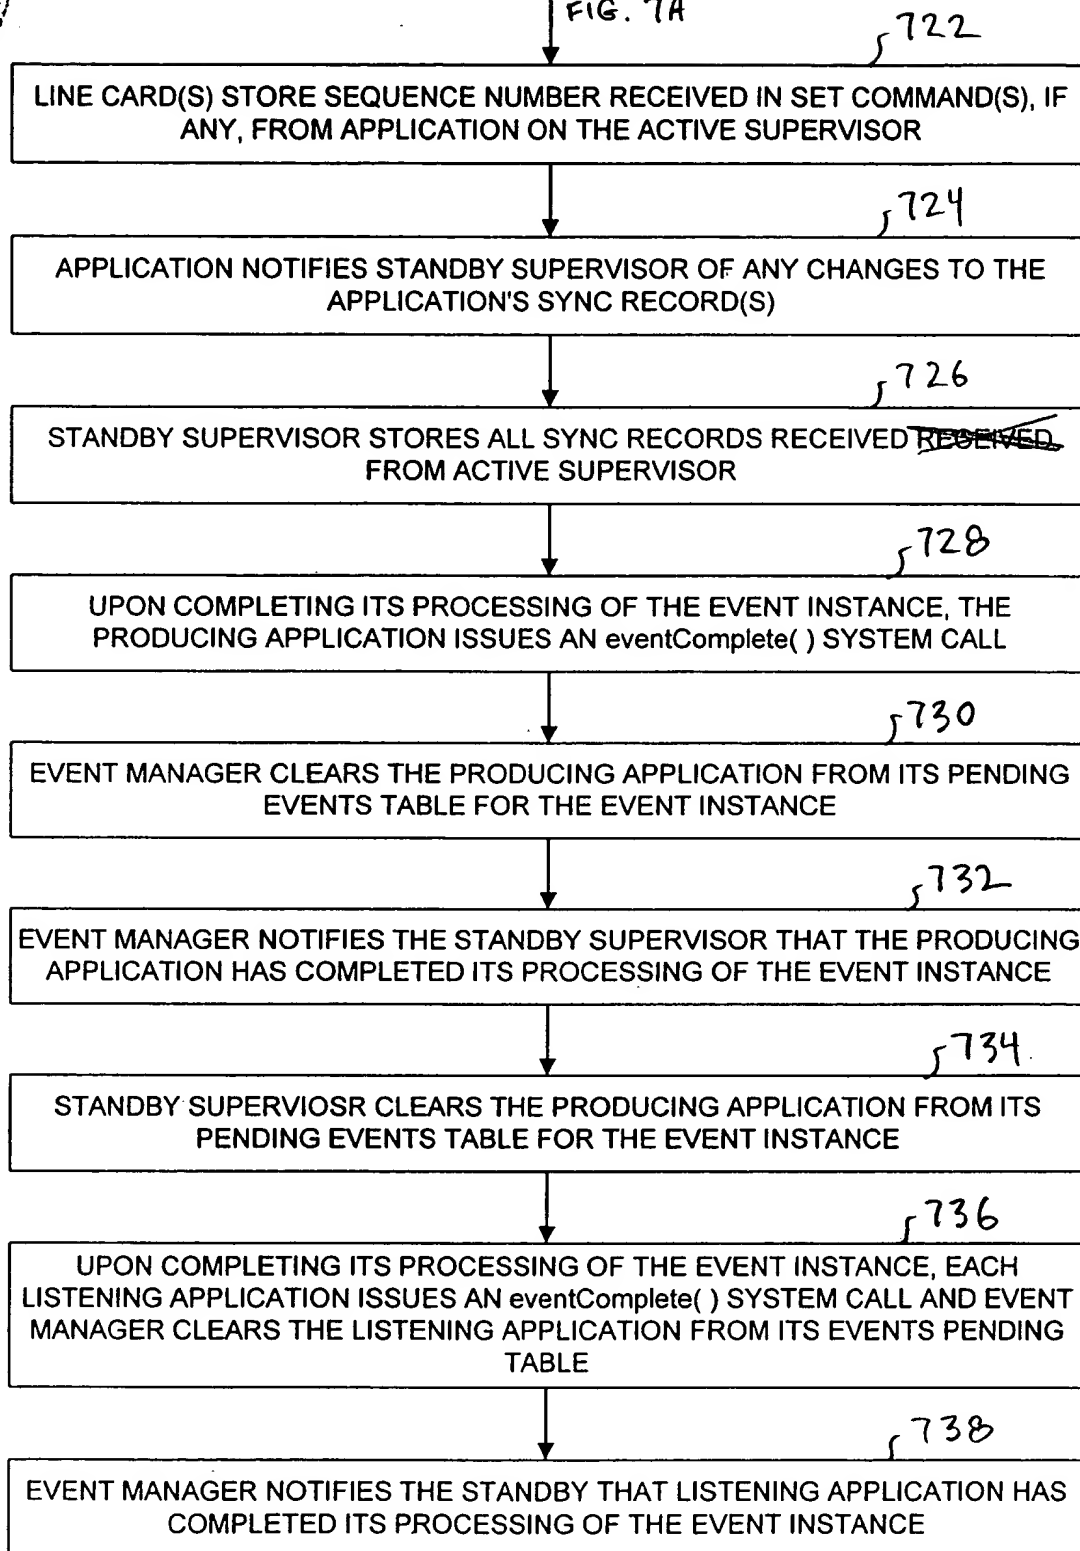 FIG. 7A
722
LINE CARD(S) STORE SEQUENCE NUMBER RECEIVED IN SET COMMAND(S), IF
ANY, FROM APPLICATION ON THE ACTIVE SUPERVISOR
724
APPLICATION NOTIFIES STANDBY SUPERVISOR OF ANY CHANGES TO THE
APPLICATION'S SYNC RECORD(S)
726
STANDBY SUPERVISOR STORES ALL SYNC RECORDS RECEIVED RECEIVED
FROM ACTIVE SUPERVISOR
728
UPON COMPLETING ITS PROCESSING OF THE EVENT INSTANCE, THE
PRODUCING APPLICATION ISSUES AN eventComplete( ) SYSTEM CALL
730
EVENT MANAGER CLEARS THE PRODUCING APPLICATION FROM ITS PENDING
EVENTS TABLE FOR THE EVENT INSTANCE
732
EVENT MANAGER NOTIFIES THE STANDBY SUPERVISOR THAT THE PRODUCING
APPLICATION HAS COMPLETED ITS PROCESSING OF THE EVENT INSTANCE
734
STANDBY SUPERVIOSR CLEARS THE PRODUCING APPLICATION FROM ITS
PENDING EVENTS TABLE FOR THE EVENT INSTANCE
736
UPON COMPLETING ITS PROCESSING OF THE EVENT INSTANCE, EACH
LISTENING APPLICATION ISSUES AN eventComplete( ) SYSTEM CALL AND EVENT
MANAGER CLEARS THE LISTENING APPLICATION FROM ITS EVENTS PENDING
TABLE
738
EVENT MANAGER NOTIFIES THE STANDBY THAT LISTENING APPLICATION HAS
COMPLETED ITS PROCESSING OF THE EVENT INSTANCE